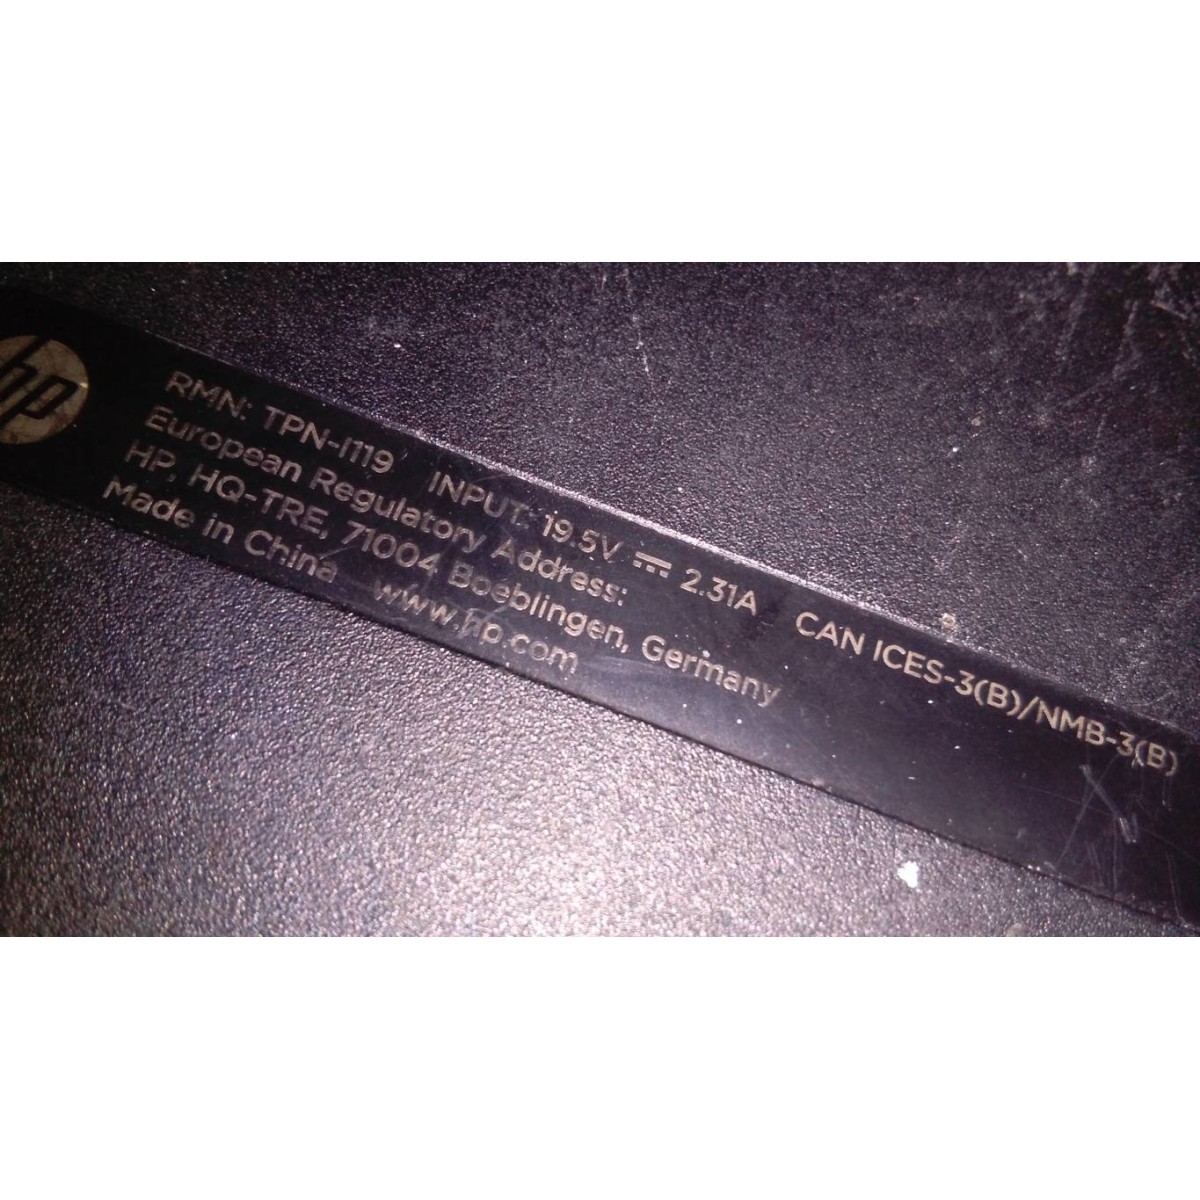 hp
RMN: TPN-I119 INPUT: 19.5V ⎓ 2.31A CAN ICES-3(B)/NMB-3(B)
European Regulatory Address:
HP, HQ-TRE, 71004 Boeblingen, Germany
Made in China www.hp.com